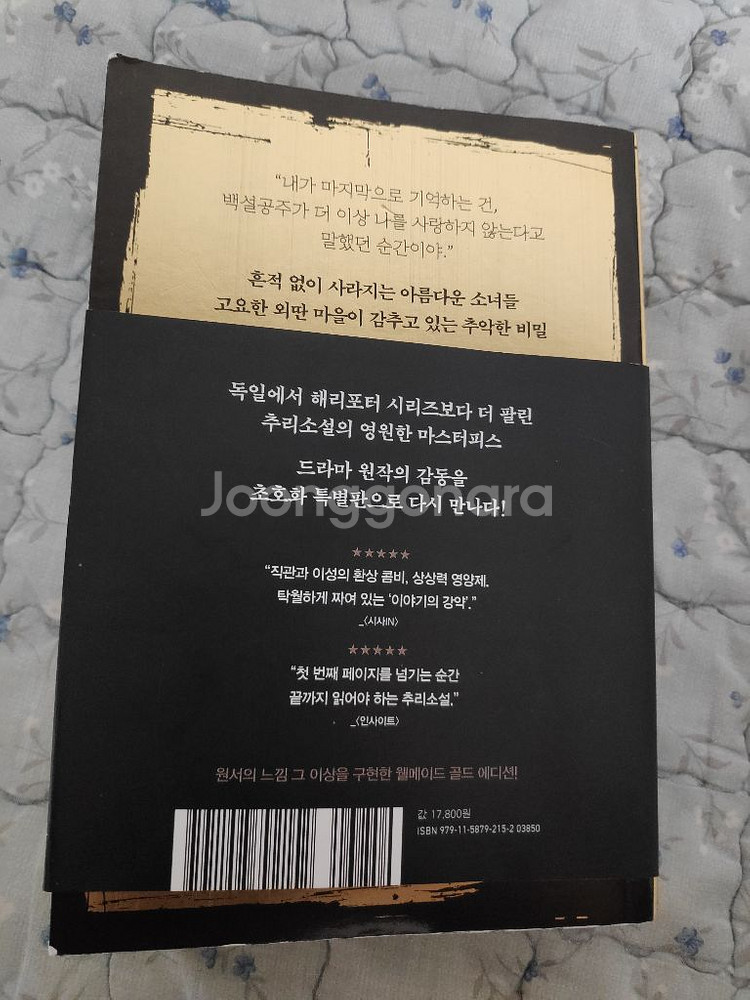 “내가 마지막으로 기억하는 건,
백설공주가 더 이상 나를 사랑하지 않는다고
말했던 순간이야.”
흔적 없이 사라지는 아름다운 소녀들
고요한 외딴 마을이 감추고 있는 추악한 비밀
독일에서 해리포터 시리즈보다 더 팔린
추리소설의 영원한 마스터피스
드라마 원작의 감동을
초호화 특별판으로 다시 만나다!
Joonggonara
★★★★★
“직관과 이성의 환상 콤비, 상상력 영양제.
탁월하게 짜여 있는 ‘이야기의 강약’.”
_〈시사IN〉
★★★★★
“첫 번째 페이지를 넘기는 순간
끝까지 읽어야 하는 추리소설.”
_〈인사이트〉
원서의 느낌 그 이상을 구현한 웰메이드 골드 에디션!
값 17,800원
ISBN 979-11-5879-215-2 03850